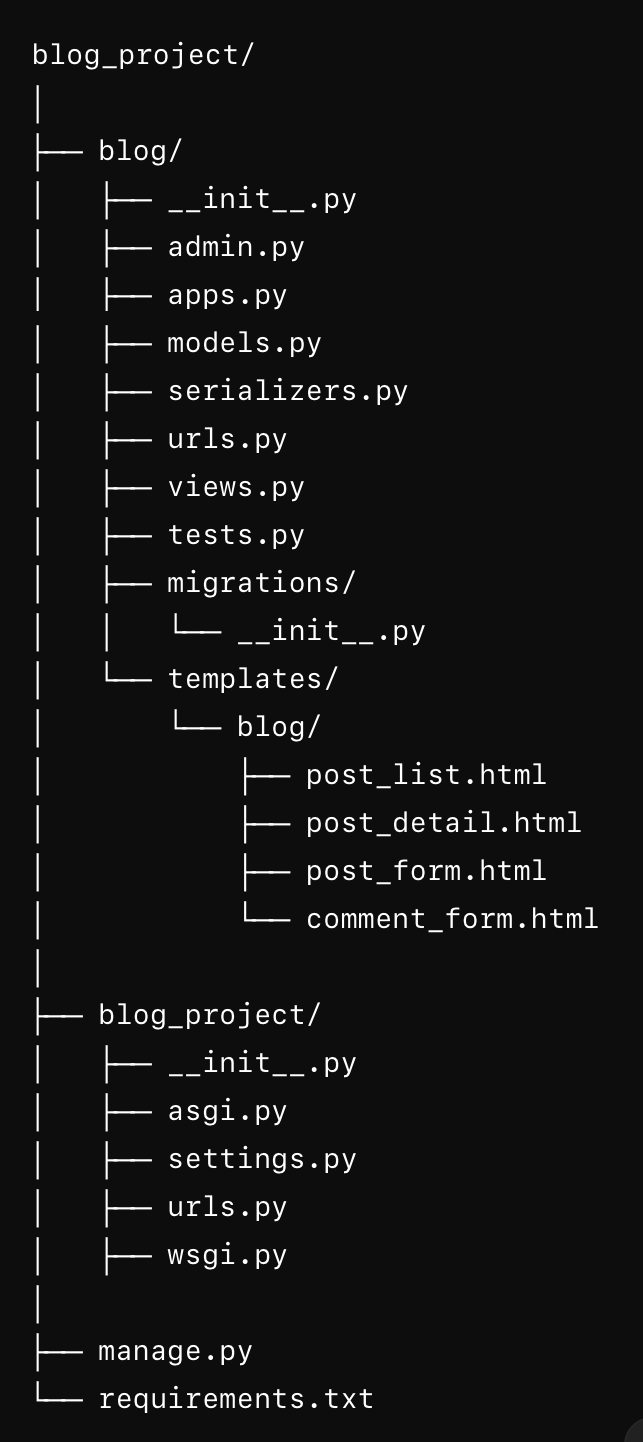 blog_project/
│
├── blog/
│   ├── __init__.py
│   ├── admin.py
│   ├── apps.py
│   ├── models.py
│   ├── serializers.py
│   ├── urls.py
│   ├── views.py
│   ├── tests.py
│   ├── migrations/
│   │   └── __init__.py
│   └── templates/
│       └── blog/
│           ├── post_list.html
│           ├── post_detail.html
│           ├── post_form.html
│           └── comment_form.html
│
├── blog_project/
│   ├── __init__.py
│   ├── asgi.py
│   ├── settings.py
│   ├── urls.py
│   ├── wsgi.py
│
├── manage.py
└── requirements.txt